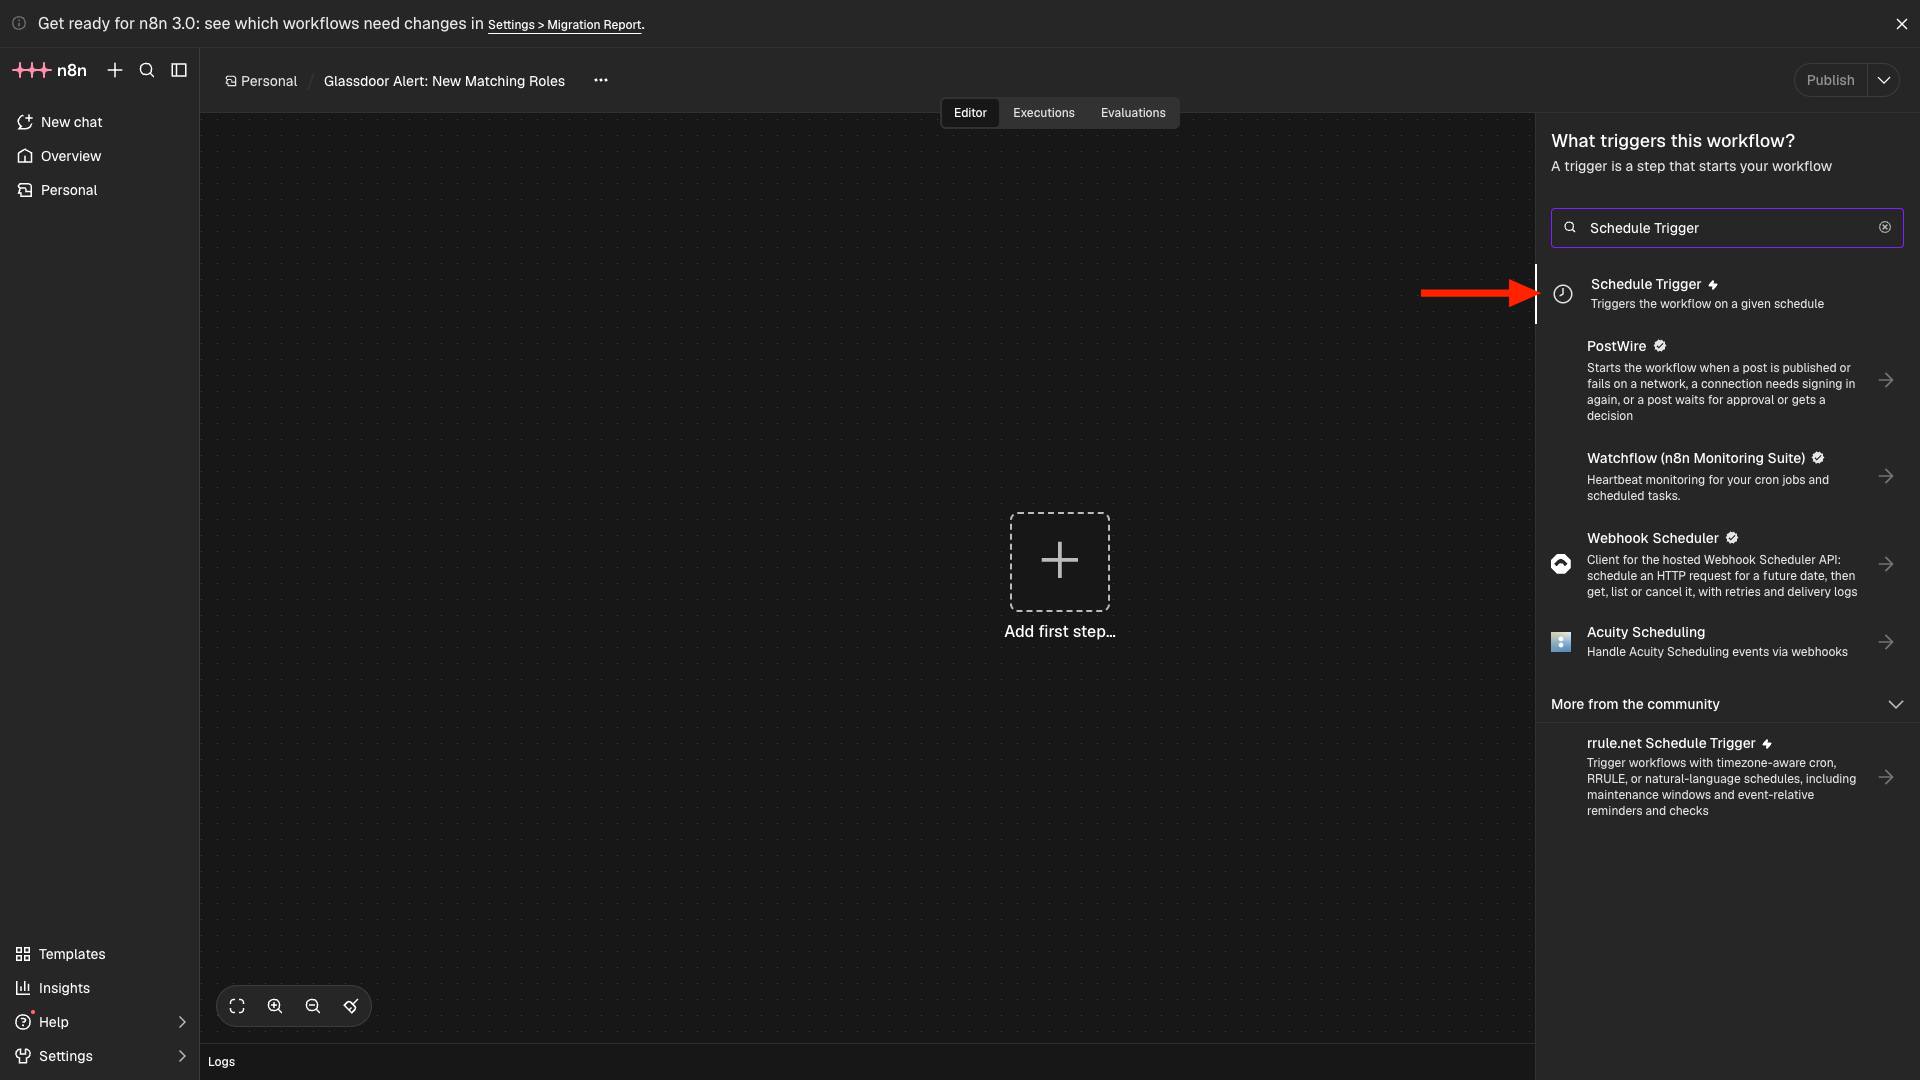 Get ready for n8n 3.0: see which workflows need changes in Settings > Migration Report.
n8n
New chat
Overview
Personal
Personal / Glassdoor Alert: New Matching Roles
Publish
Editor
Executions
Evaluations
Add first step...
What triggers this workflow?
A trigger is a step that starts your workflow
Schedule Trigger
Schedule Trigger
Triggers the workflow on a given schedule
PostWire
Starts the workflow when a post is published or
fails on a network, a connection needs signing in
again, or a post waits for approval or gets a
decision
Watchflow (n8n Monitoring Suite)
Heartbeat monitoring for your cron jobs and
scheduled tasks.
Webhook Scheduler
Client for the hosted Webhook Scheduler API:
schedule an HTTP request for a future date, then
get, list or cancel it, with retries and delivery logs
Acuity Scheduling
Handle Acuity Scheduling events via webhooks
More from the community
rrule.net Schedule Trigger
Trigger workflows with timezone-aware cron,
RRULE, or natural-language schedules, including
maintenance windows and event-relative
reminders and checks
Templates
Insights
Help
Settings
Logs